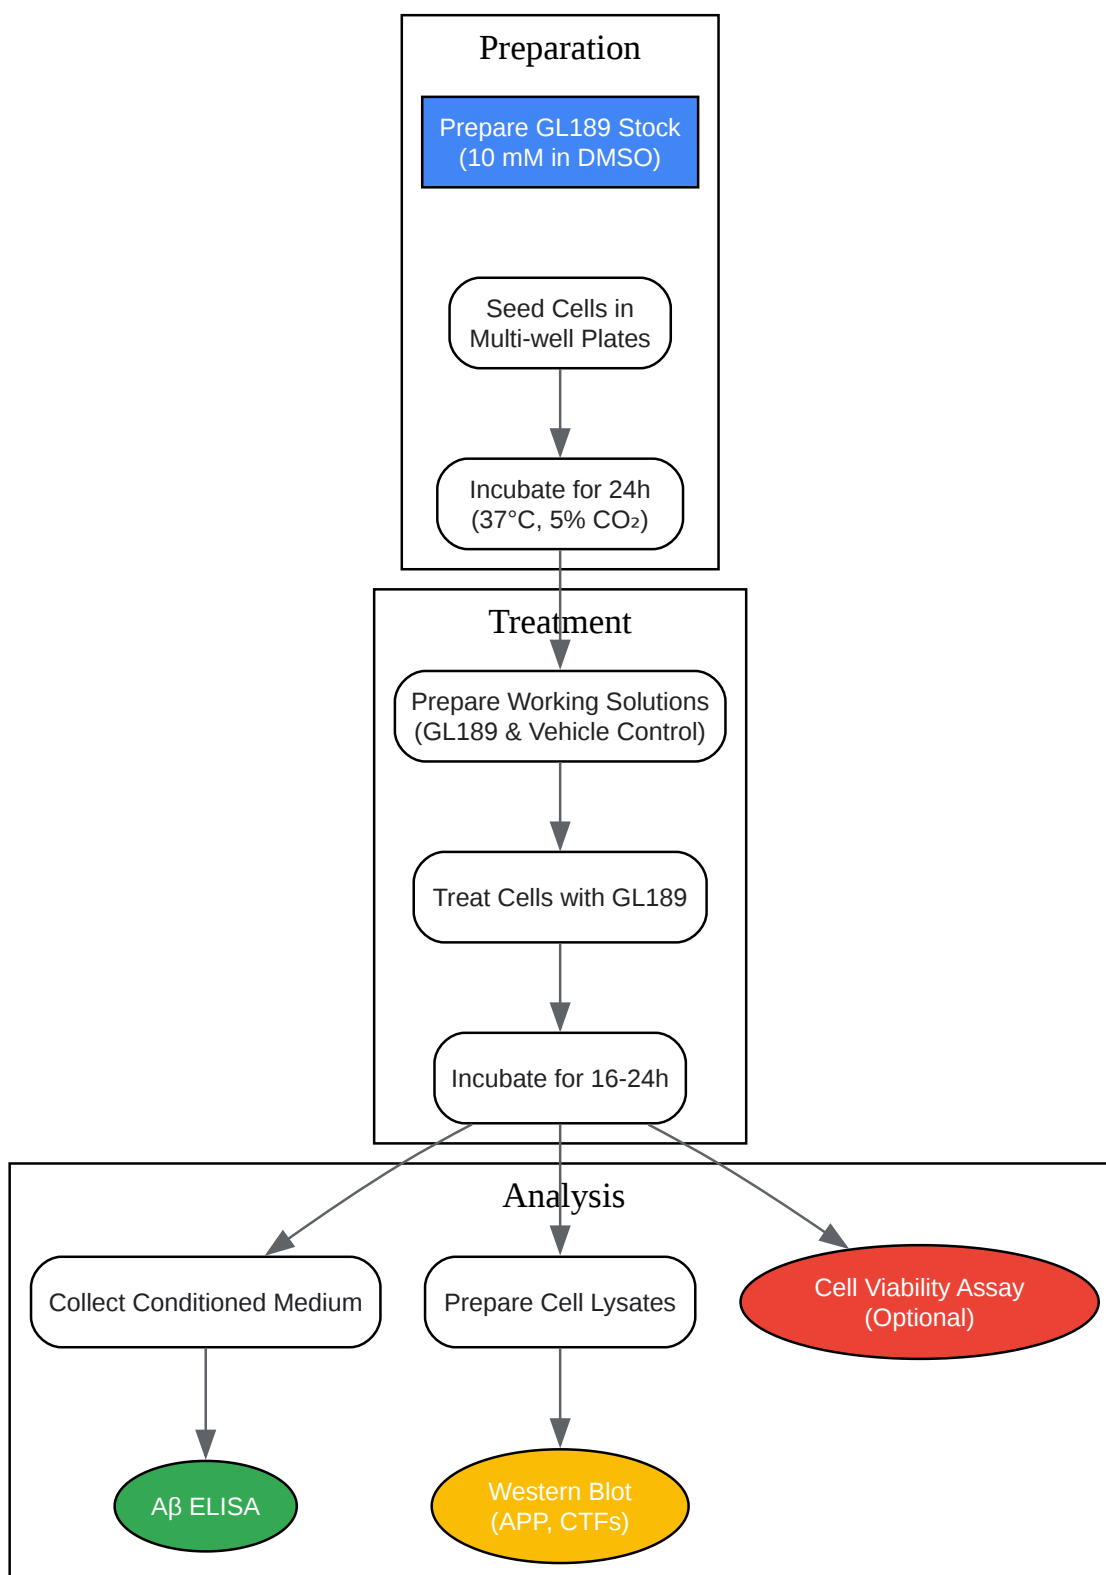 Preparation
Prepare GL189 Stock
(10 mM in DMSO)
Seed Cells in
Multi-well Plates
Incubate for 24h
(37°C, 5% CO₂)
Treatment
Prepare Working Solutions
(GL189 & Vehicle Control)
Treat Cells with GL189
Incubate for 16-24h
Analysis
Collect Conditioned Medium
Prepare Cell Lysates
Cell Viability Assay
(Optional)
Aβ ELISA
Western Blot
(APP, CTFs)